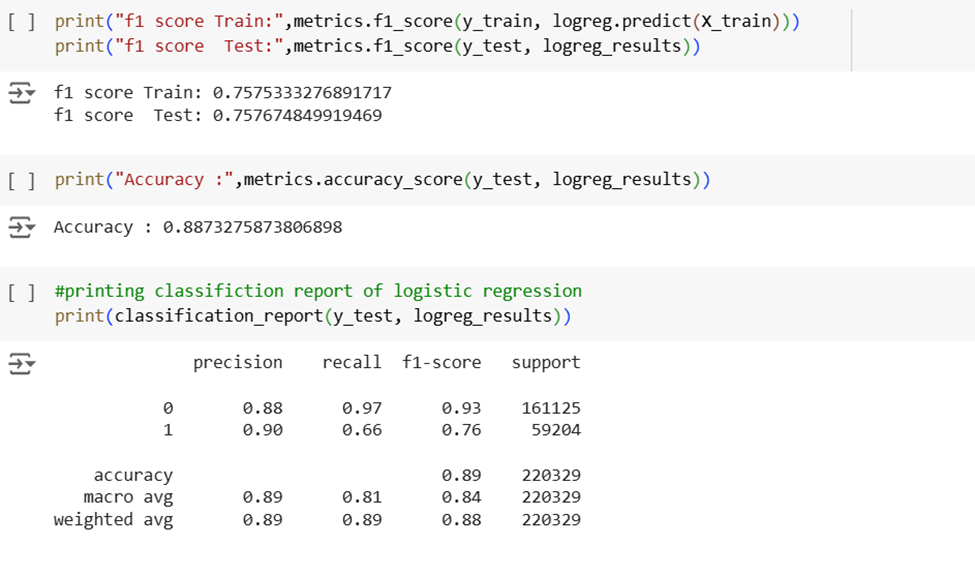 [ ] print("f1 score Train:",metrics.f1_score(y_train, logreg.predict(X_train)))
print("f1 score  Test:",metrics.f1_score(y_test, logreg_results))
f1 score Train: 0.7575333276891717
f1 score  Test: 0.757674849919469
[ ] print("Accuracy :",metrics.accuracy_score(y_test, logreg_results))
Accuracy : 0.8873275873806898
[ ] #printing classifiction report of logistic regression
print(classification_report(y_test, logreg_results))
precision recall f1-score support
0 0.88 0.97 0.93 161125
1 0.90 0.66 0.76 59204
accuracy 0.89 220329
macro avg 0.89 0.81 0.84 220329
weighted avg 0.89 0.89 0.88 220329